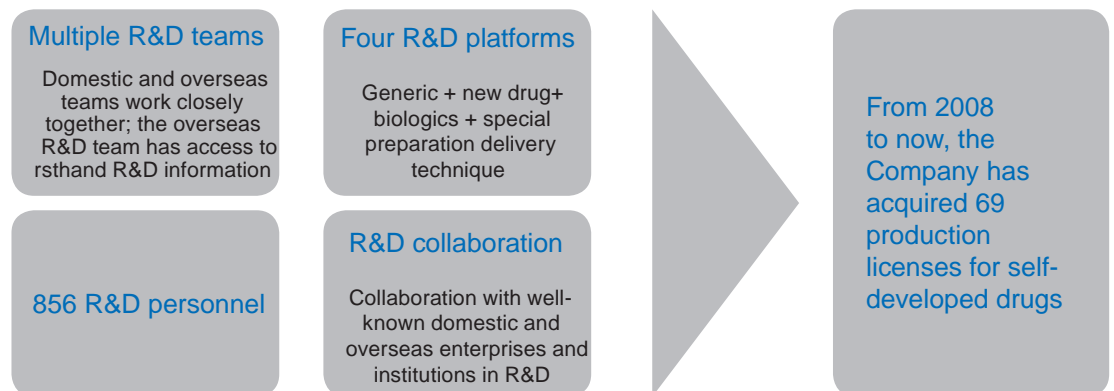 Multiple R&D teams
Domestic and overseas
teams work closely
together; the overseas
R&D team has access to
rsthand R&D information
Four R&D platforms
Generic + new drug+
biologics + special
preparation delivery
technique
856 R&D personnel
R&D collaboration
Collaboration with well-
known domestic and
overseas enterprises and
institutions in R&D
From 2008
to now, the
Company has
acquired 69
production
licenses for self-
developed drugs